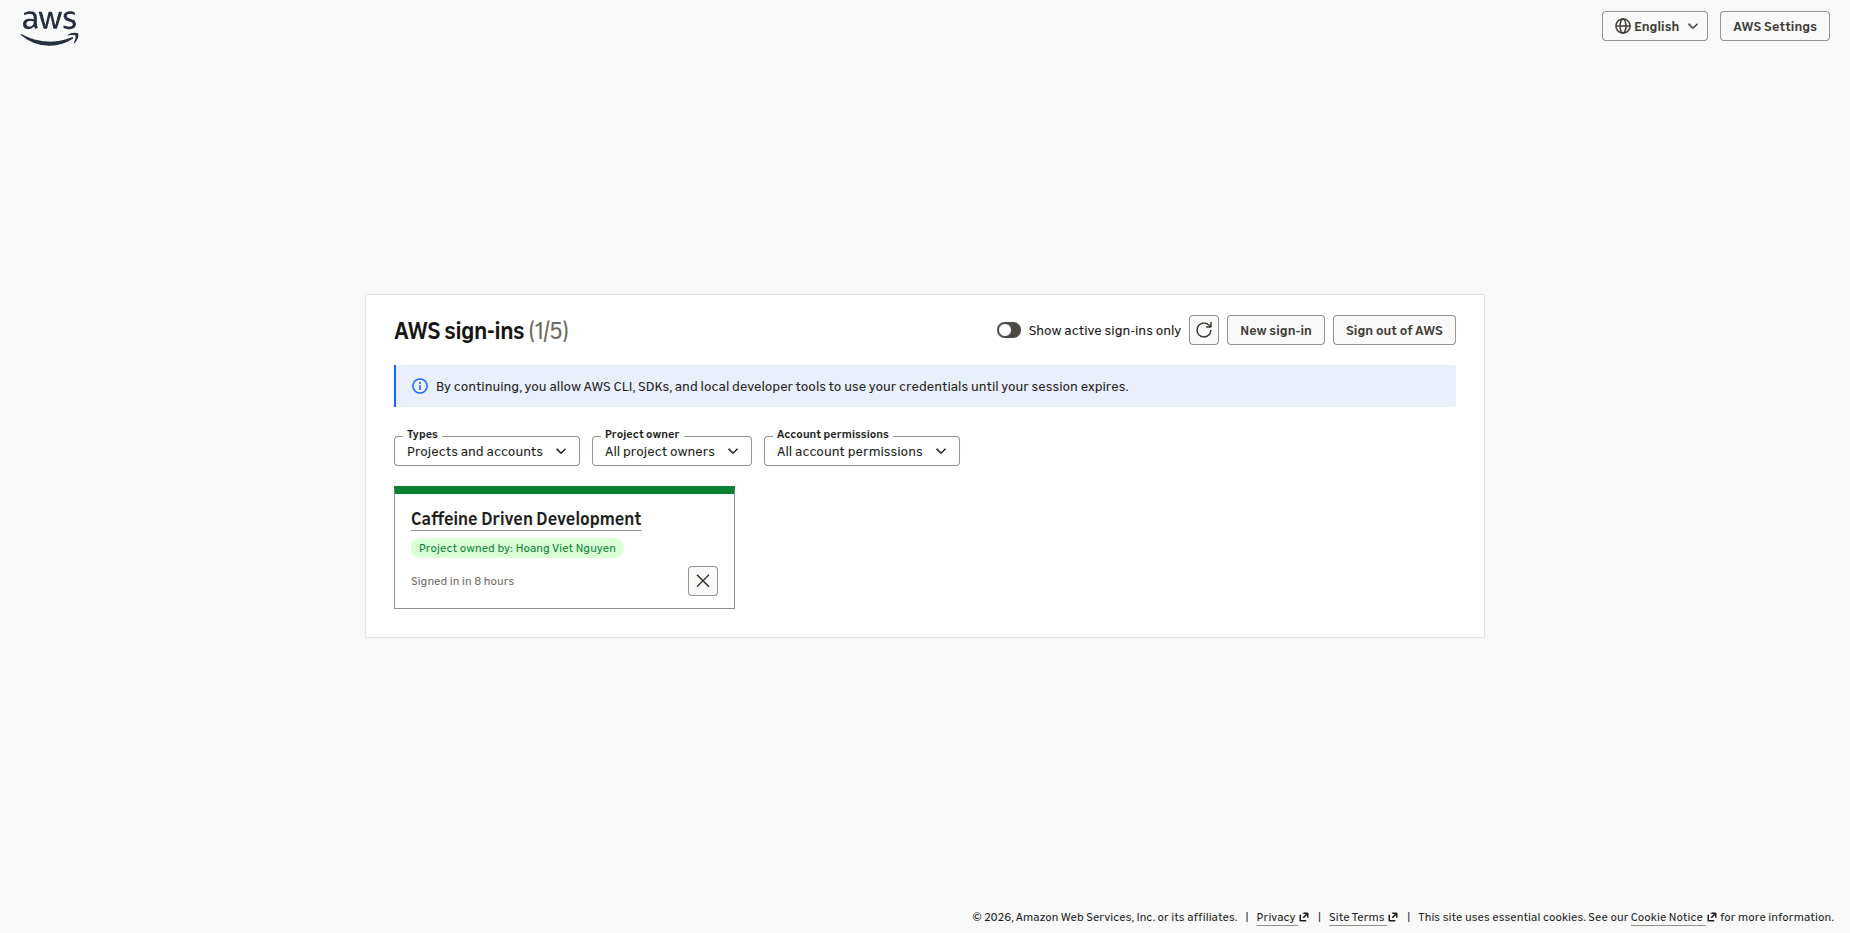 aws
English
AWS Settings
AWS sign-ins (1/5)
Show active sign-ins only
New sign-in
Sign out of AWS
By continuing, you allow AWS CLI, SDKs, and local developer tools to use your credentials until your session expires.
Types
Projects and accounts
Project owner
All project owners
Account permissions
All account permissions
Caffeine Driven Development
Project owned by: Hoang Viet Nguyen
Signed in in 8 hours
© 2026, Amazon Web Services, Inc. or its affiliates. | Privacy | Site Terms | This site uses essential cookies. See our Cookie Notice for more information.